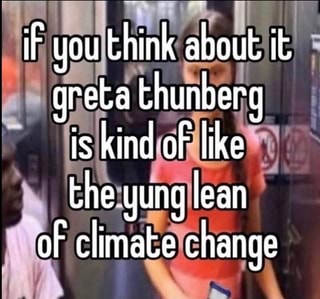 if you think about it
greta thunberg
is kind of like
the yung lean
of climate change